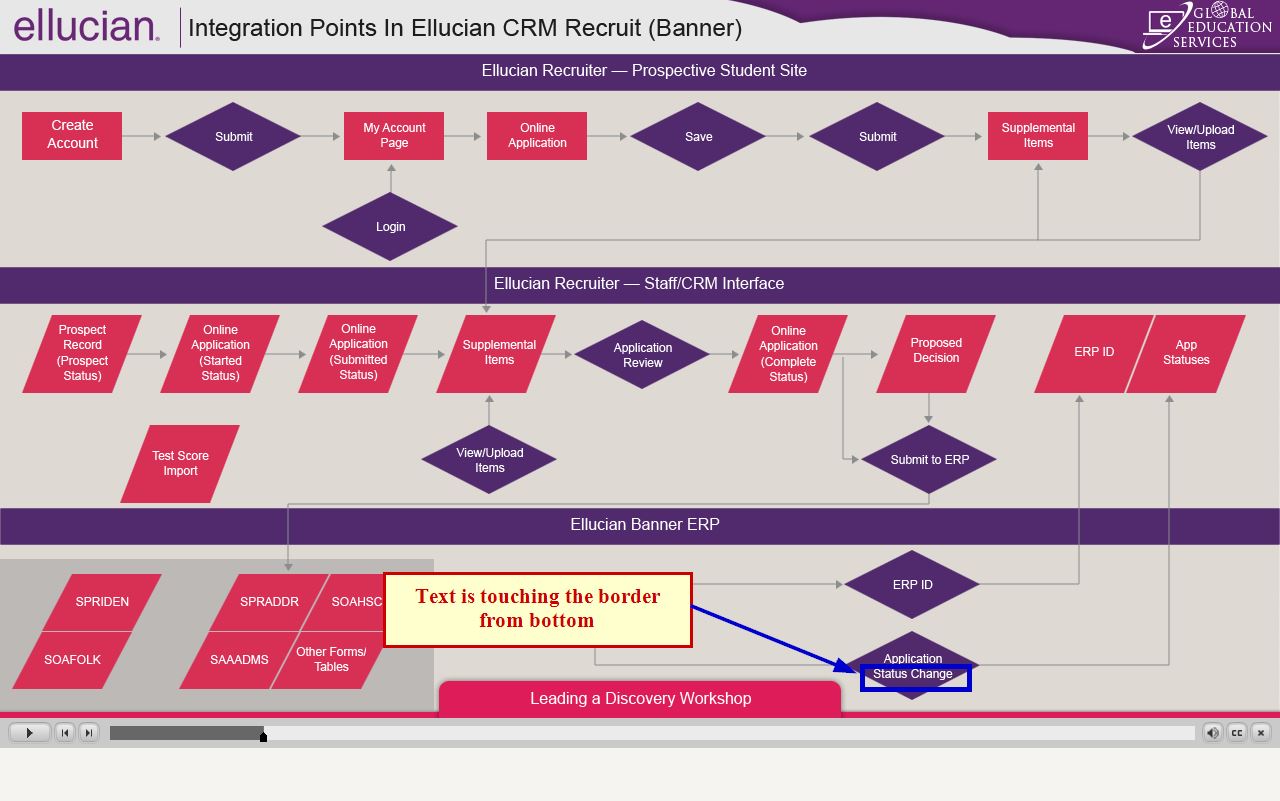 ellucian®
Integration Points In Ellucian CRM Recruit (Banner)
e
GLOBAL
EDUCATION
SERVICES
Ellucian Recruiter — Prospective Student Site
Create
Account
Submit
My Account
Page
Online
Application
Save
Submit
Supplemental
Items
View/Upload
Items
Login
Ellucian Recruiter — Staff/CRM Interface
Prospect
Record
(Prospect
Status)
Online
Application
(Started
Status)
Online
Application
(Submitted
Status)
Supplemental
Items
Application
Review
Online
Application
(Complete
Status)
Proposed
Decision
ERP ID
App
Statuses
Test Score
Import
View/Upload
Items
Submit to ERP
Ellucian Banner ERP
SPRIDEN
SPRADDR
SOAHSC
Text is touching the border
from bottom
ERP ID
SOAFOLK
SAAADMS
Other Forms/
Tables
Application
Status Change
Leading a Discovery Workshop
CC